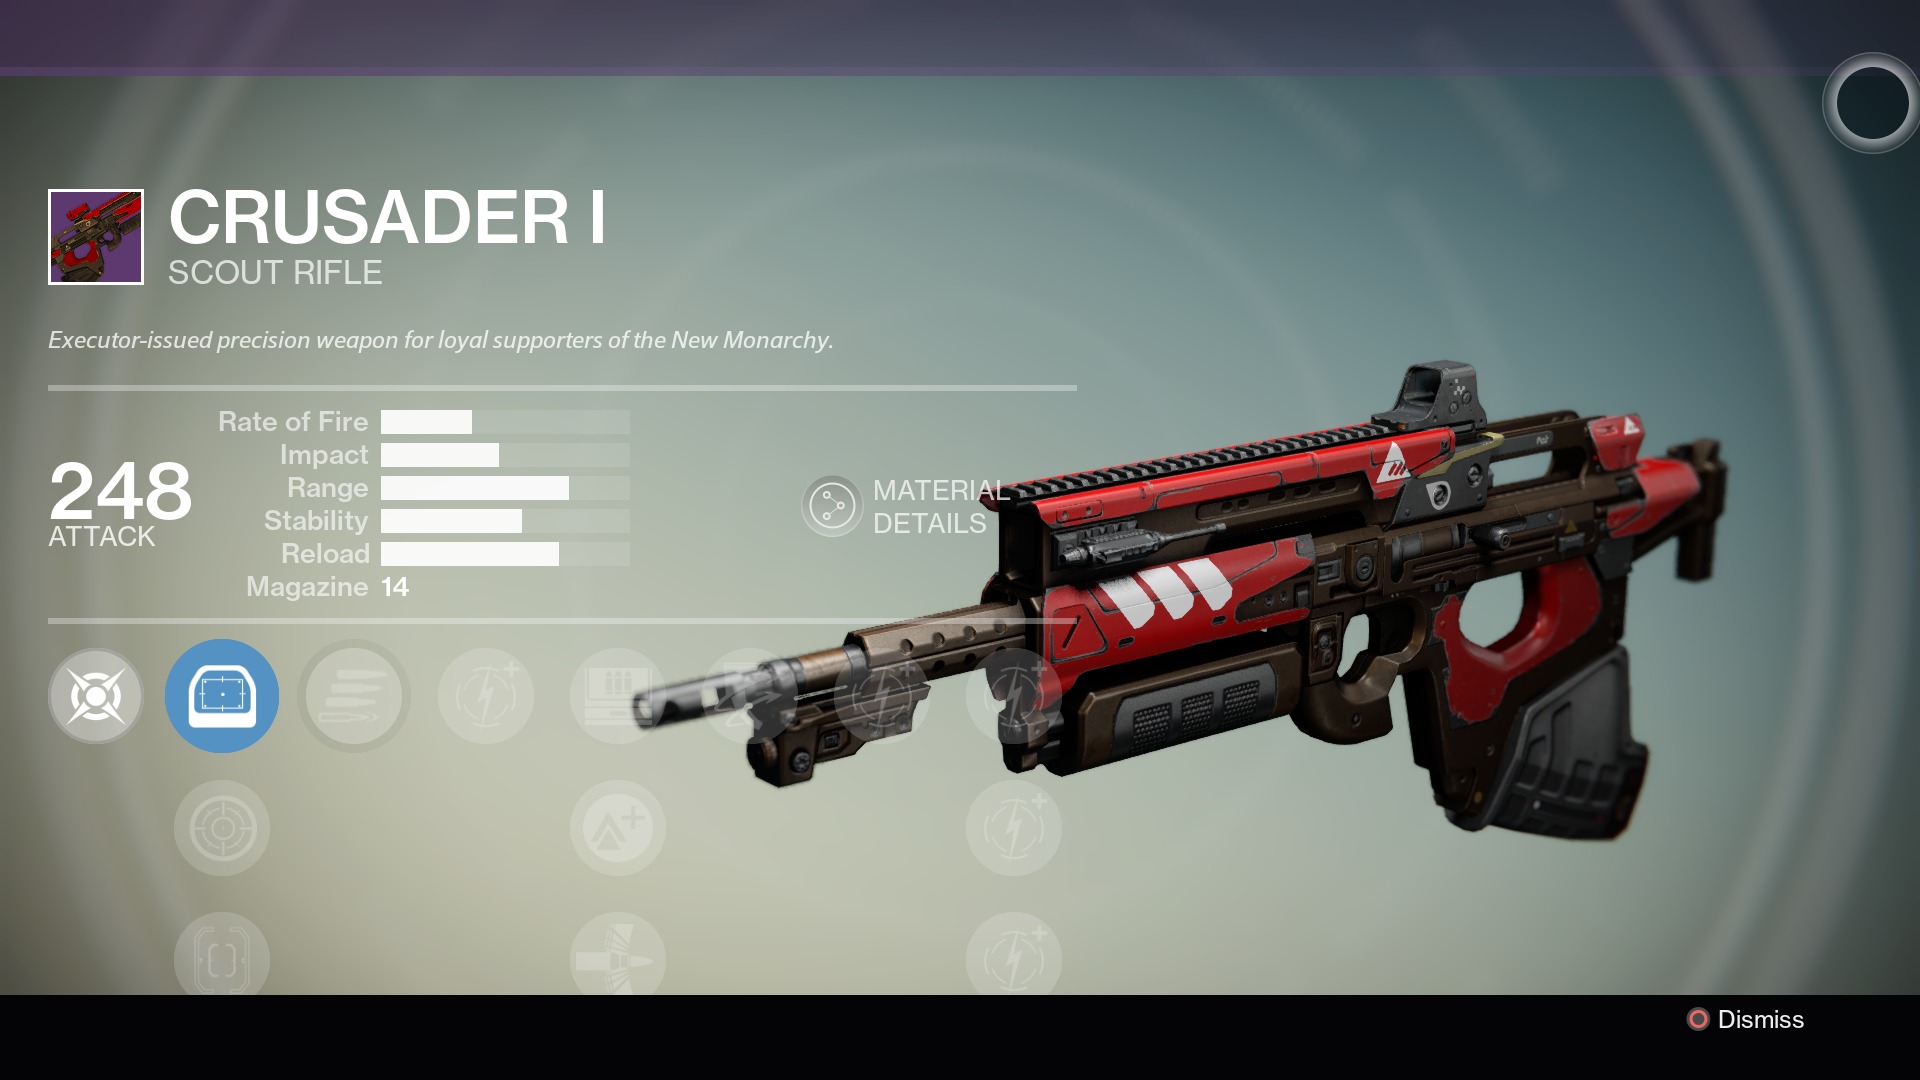 CRUSADER I
SCOUT RIFLE
Executor-issued precision weapon for loyal supporters of the New Monarchy.
248
ATTACK
Rate of Fire
Impact
Range
Stability
Reload
Magazine 14
MATERIAL
DETAILS
Dismiss